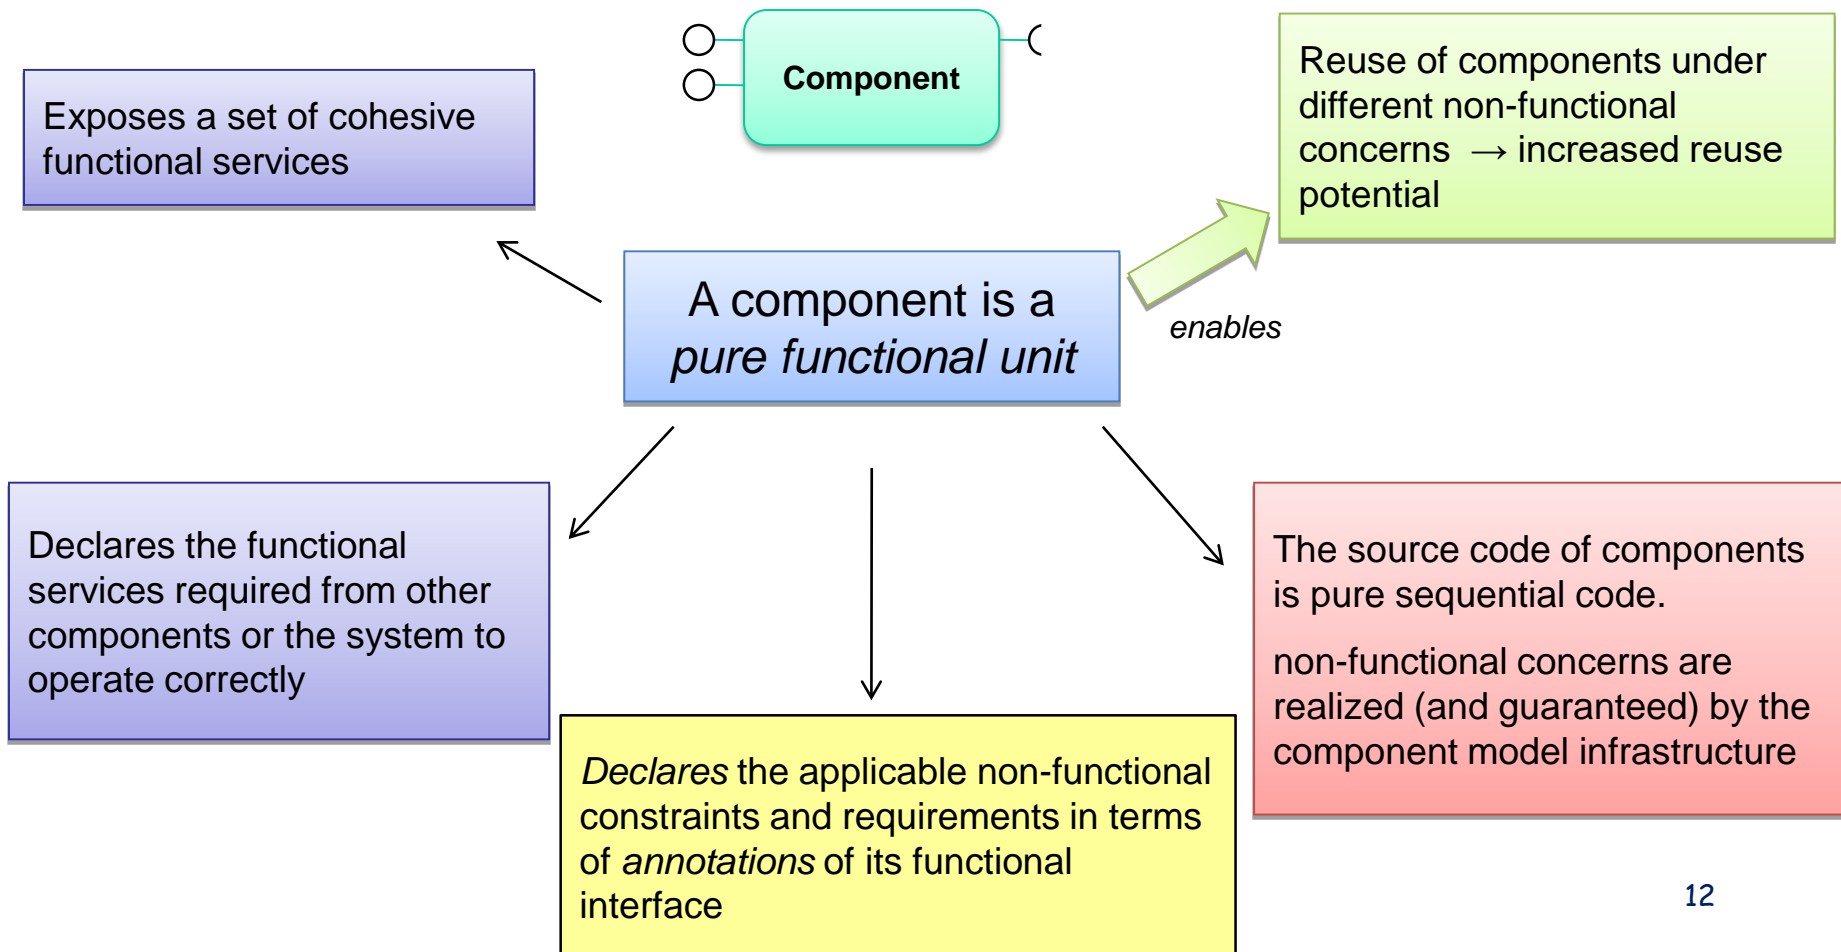 Component
Exposes a set of cohesive
functional services
Reuse of components under
different non-functional
concerns → increased reuse
potential
A component is a
pure functional unit
enables
Declares the functional
services required from other
components or the system to
operate correctly
The source code of components
is pure sequential code.
non-functional concerns are
realized (and guaranteed) by the
component model infrastructure
Declares the applicable non-functional
constraints and requirements in terms
of annotations of its functional
interface
12